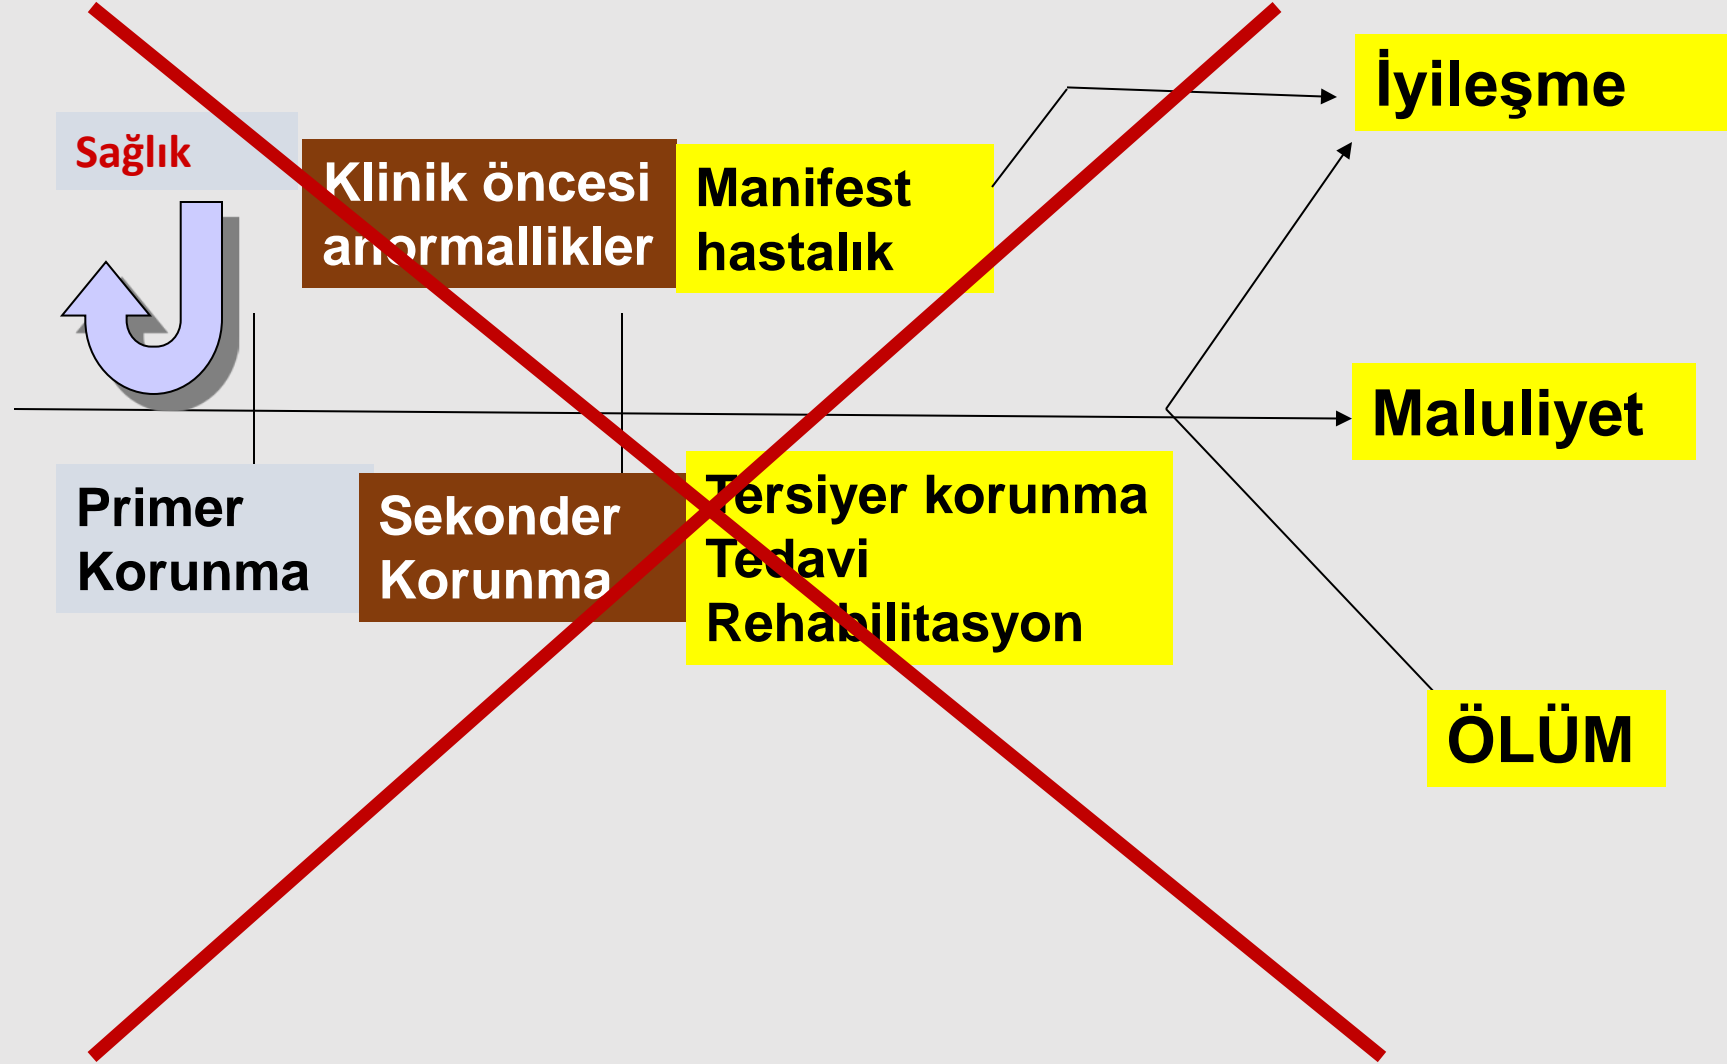 Sağlık
Klinik öncesi
anormallikler
Manifest
hastalık
İyileşme
Maluliyet
Primer
Korunma
Sekonder
Korunma
Tersiyer korunma
Tedavi
Rehabilitasyon
ÖLÜM